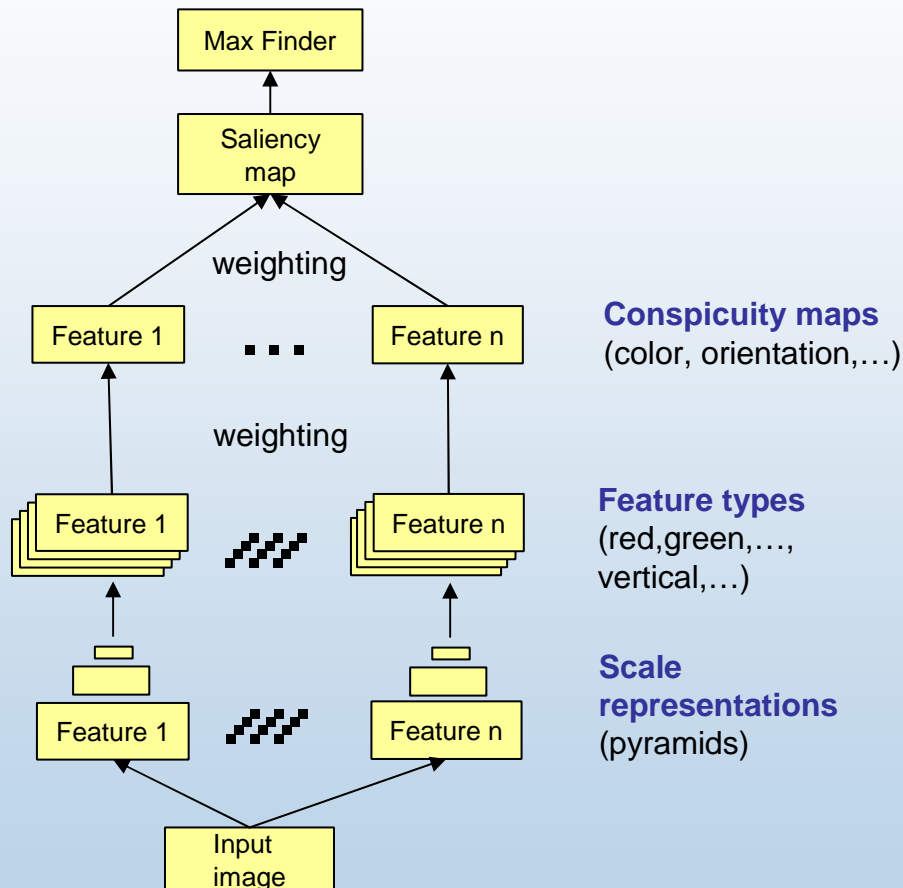 Max Finder
Saliency
map
weighting
Feature 1
Feature n
Conspicuity maps
(color, orientation,…)
weighting
Feature 1
Feature n
Feature types
(red,green,…,
vertical,…)
Feature 1
Feature n
Scale
representations
(pyramids)
Input
image